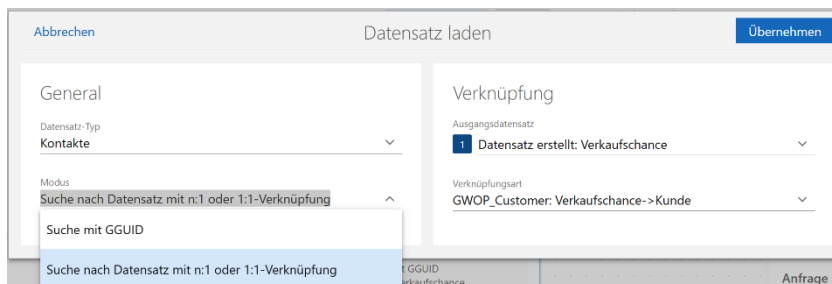 Abbrechen
Datensatz laden
Übernehmen
General
Datensatz-Typ
Kontakte
Modus
Suche nach Datensatz mit n:1 oder 1:1-Verknüpfung
Suche mit GGUID
Suche nach Datensatz mit n:1 oder 1:1-Verknüpfung
Verknüpfung
Ausgangsdatensatz
1 Datensatz erstellt: Verkaufschance
Verknüpfungsart
GWOP_Customer: Verkaufschance->Kunde
GGUID
Anfrage